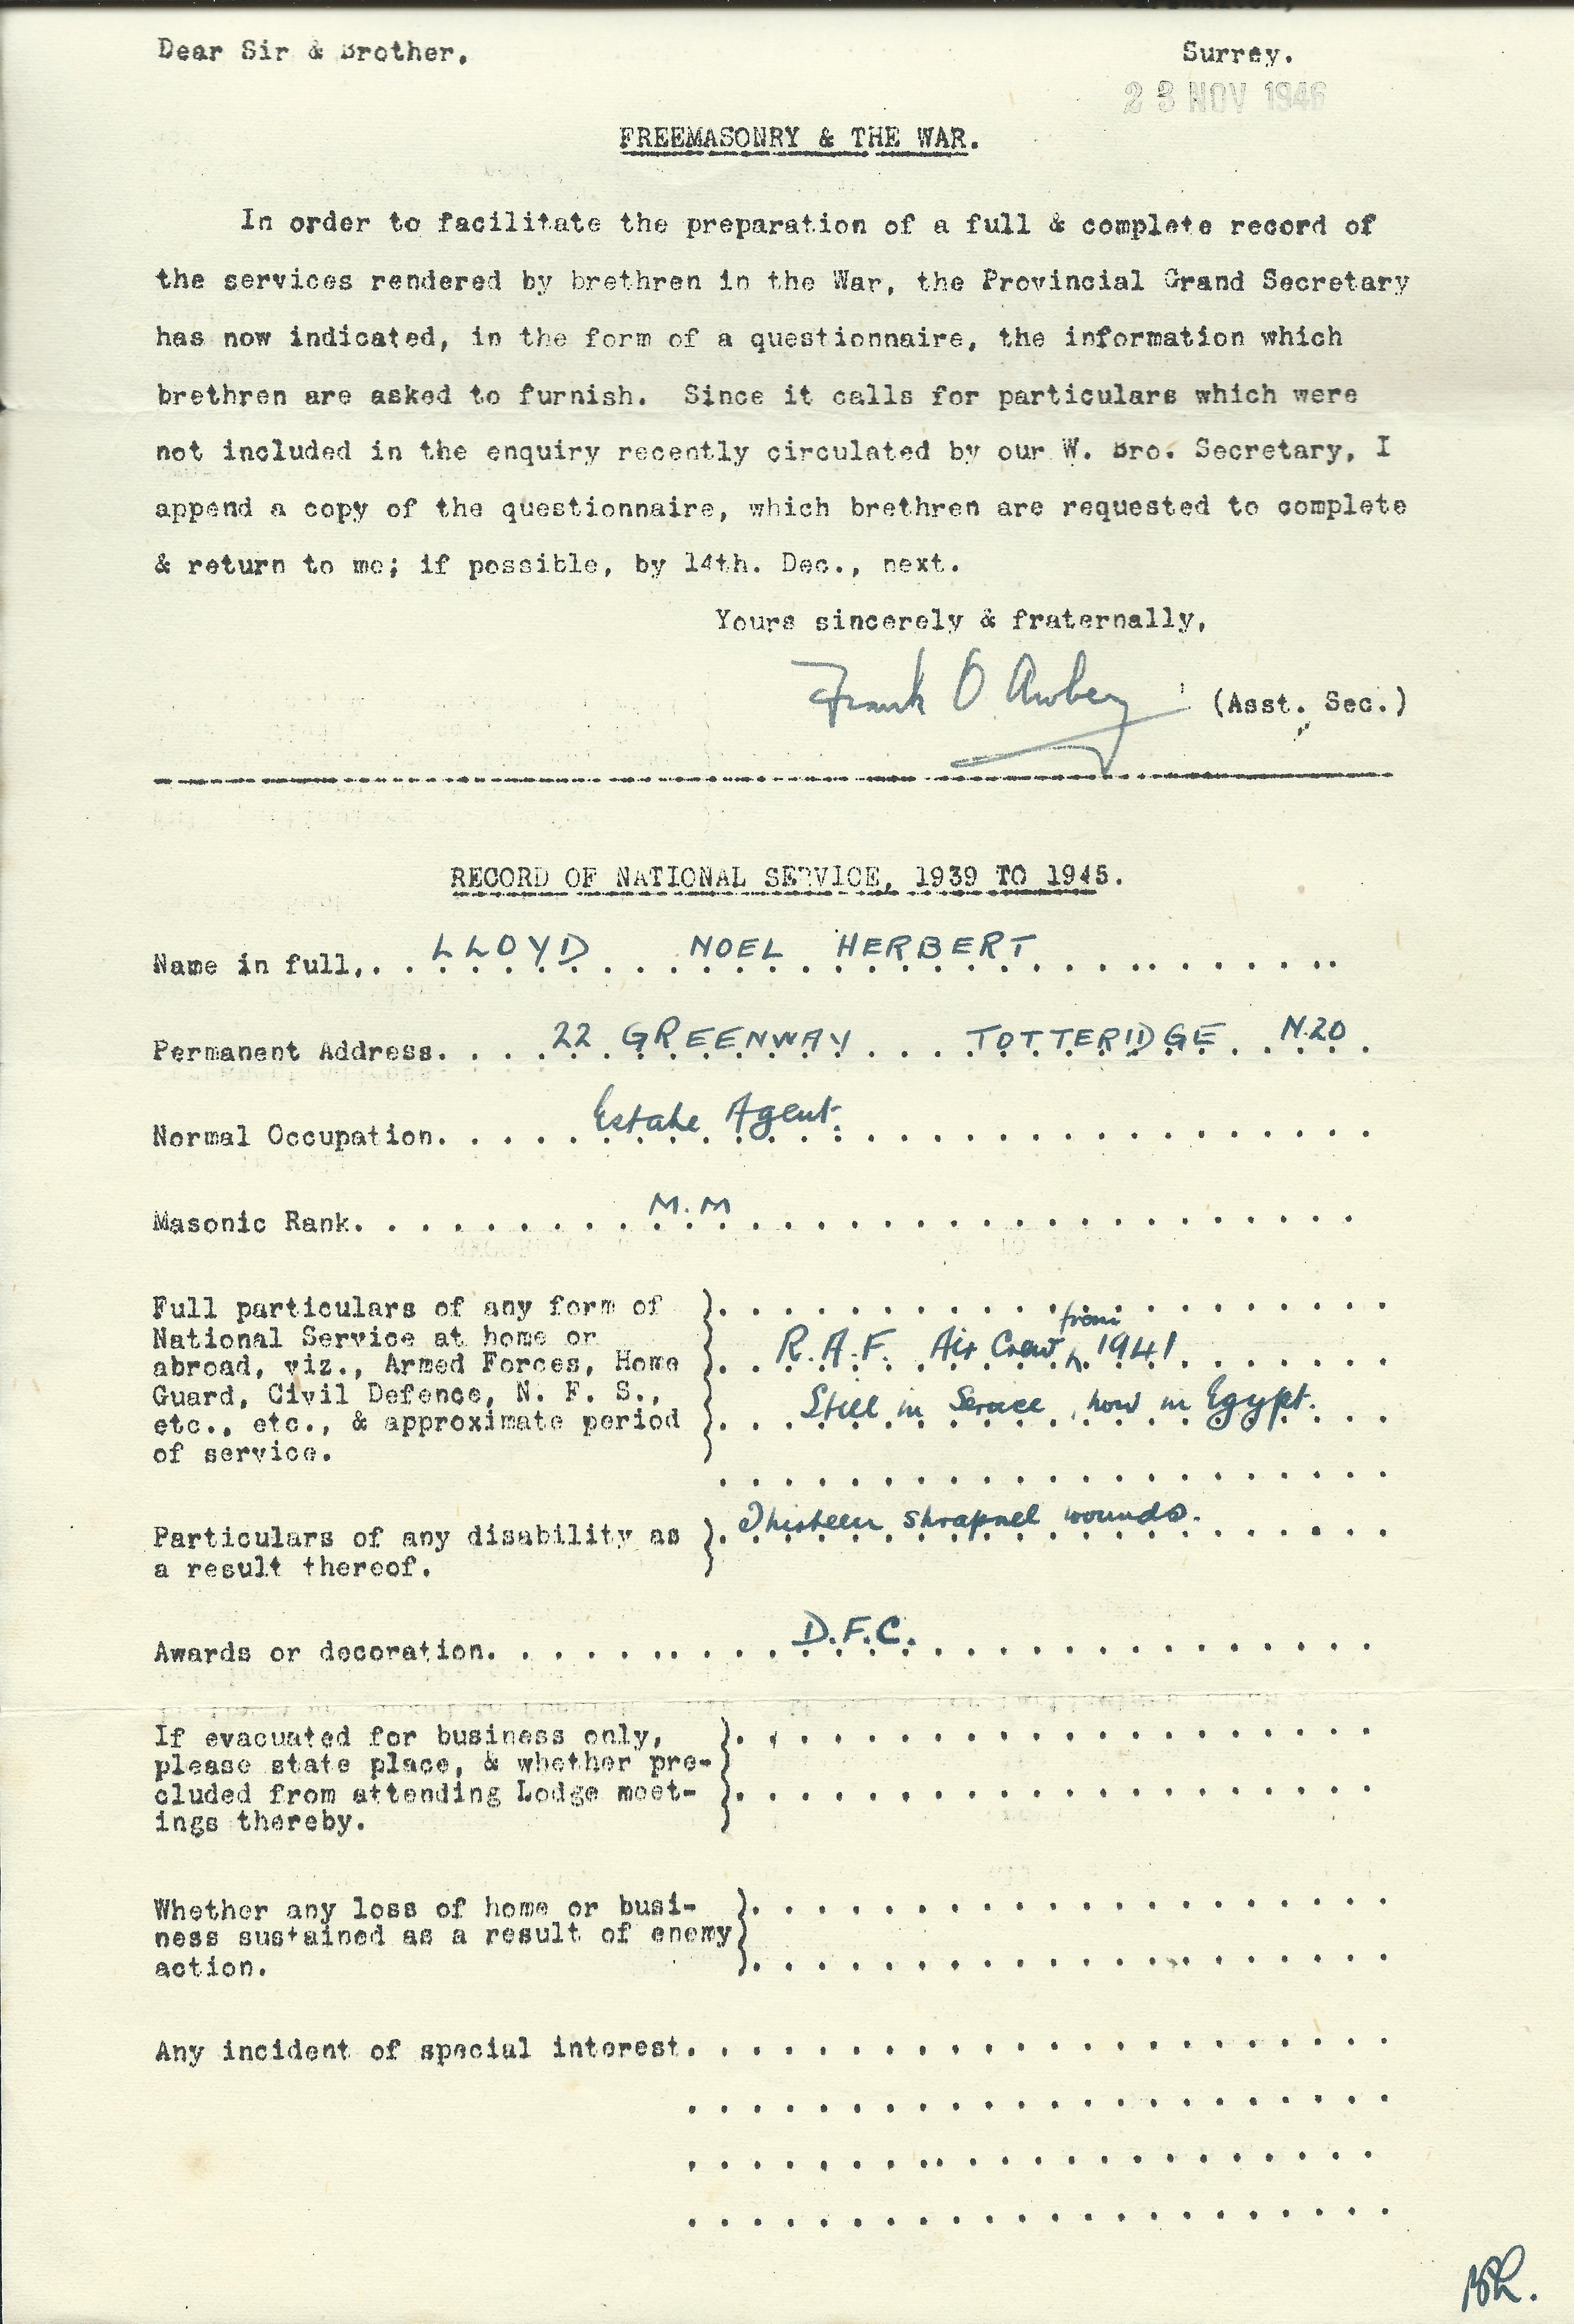 Dear Sir & Brother, Surrey.
23 NOV 1946
FREEMASONRY & THE WAR.
In order to facilitate the preparation of a full & complete record of
the services rendered by brethren in the War, the Provincial Grand Secretary
has now indicated, in the form of a questionnaire, the information which
brethren are asked to furnish. Since it calls for particulars which were
not included in the enquiry recently circulated by our W. Bro. Secretary, I
append a copy of the questionnaire, which brethren are requested to complete
& return to me; if possible, by 14th. Dec., next.
Yours sincerely & fraternally,
Frank O (Asst. Sec.)
RECORD OF NATIONAL SERVICE, 1939 TO 1945.
Name in full,. . LLOYD NOEL HERBERT
Permanent Address. . . . 22 GREENWAY TOTTERIDGE N.20
Normal Occupation. . . . Estate Agent.
Masonic Rank. . . . M.M
Full particulars of any form of
National Service at home or
abroad, viz., Armed Forces, Home
Guard, Civil Defence, N. F. S.,
etc., etc., & approximate period
of service.
R.A.F. Air Crew from 1941
Still in Service, now in Egypt.
Particulars of any disability as
a result thereof.
Thirteen shrapnel wounds.
Awards or decoration. . . . D.F.C.
If evacuated for business only,
please state place, & whether pre-
cluded from attending Lodge meet-
ings thereby.
Whether any loss of home or busi-
ness sustained as a result of enemy
action.
Any incident of special interest.